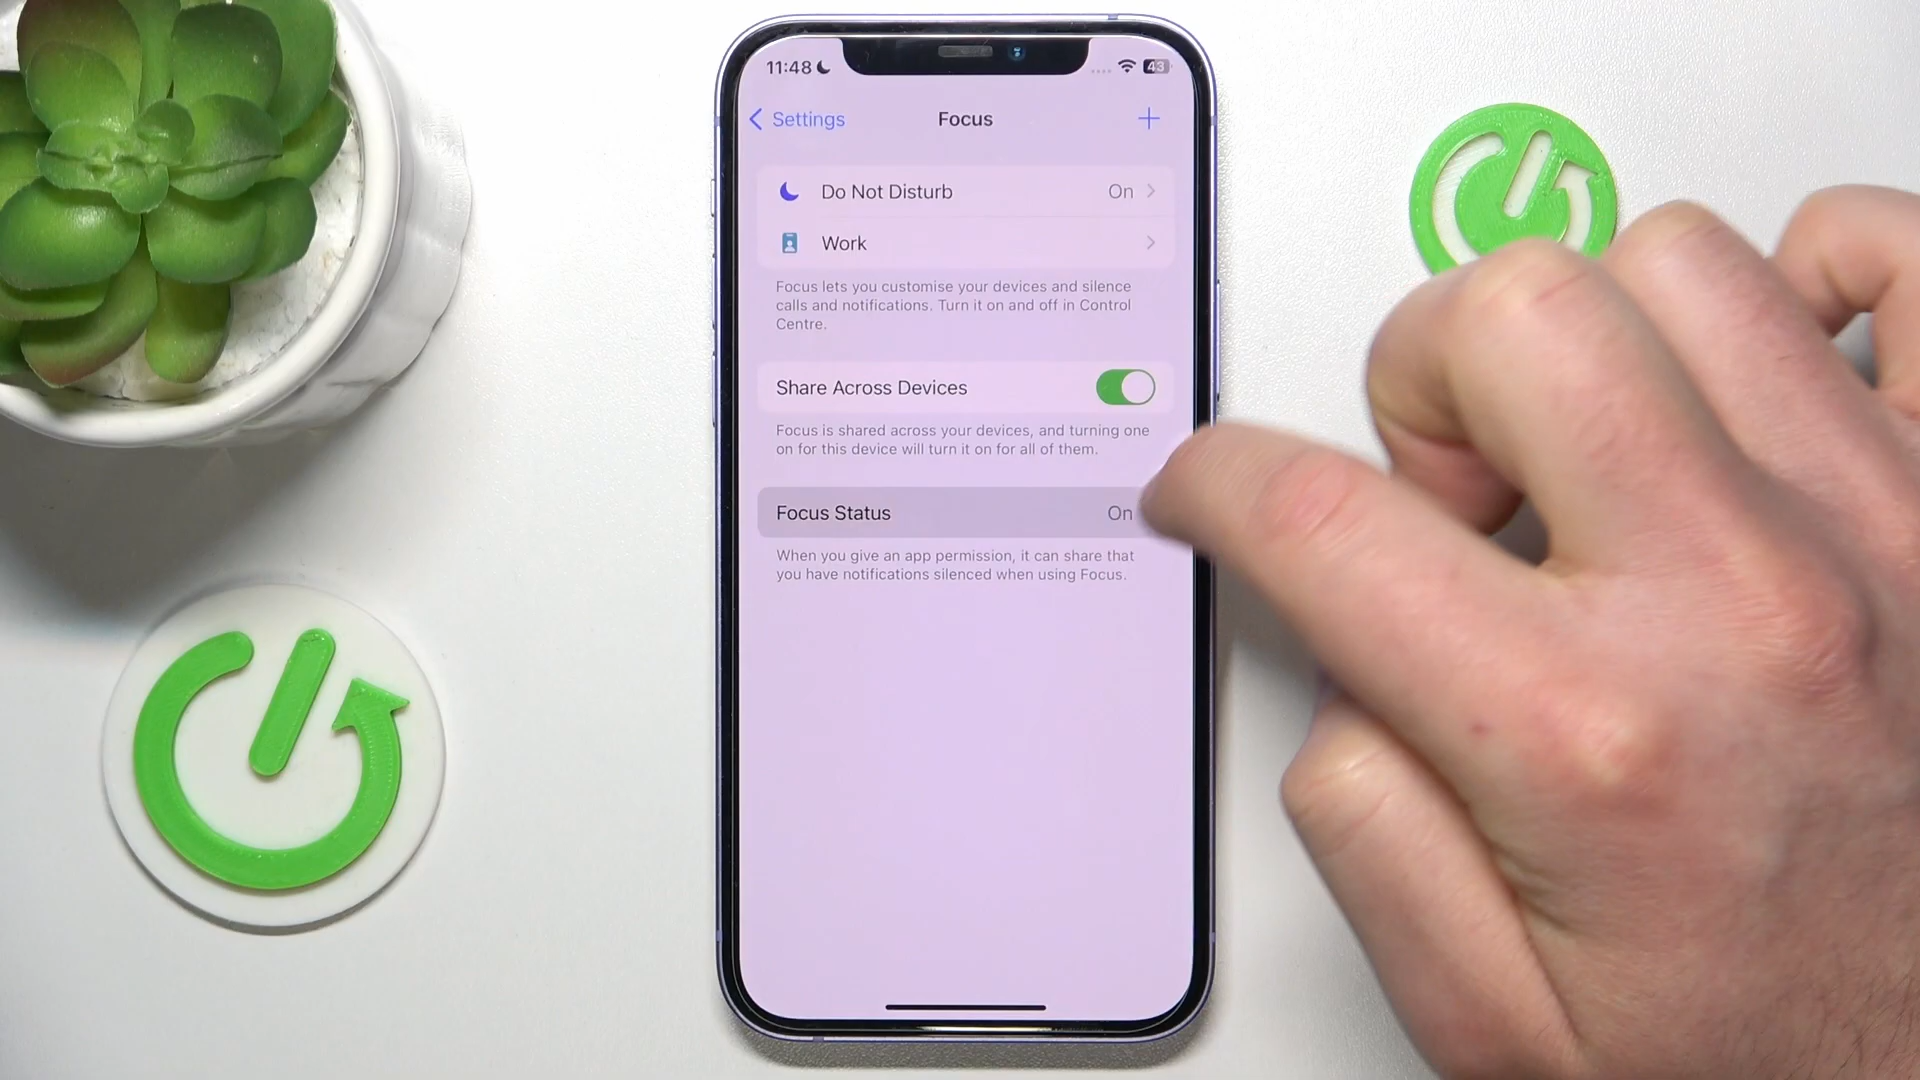 11:48
43
Settings
Focus
Do Not Disturb
On
Work
Focus lets you customise your devices and silence
calls and notifications. Turn it on and off in Control
Centre.
Share Across Devices
Focus is shared across your devices, and turning one
on for this device will turn it on for all of them.
Focus Status
On
When you give an app permission, it can share that
you have notifications silenced when using Focus.